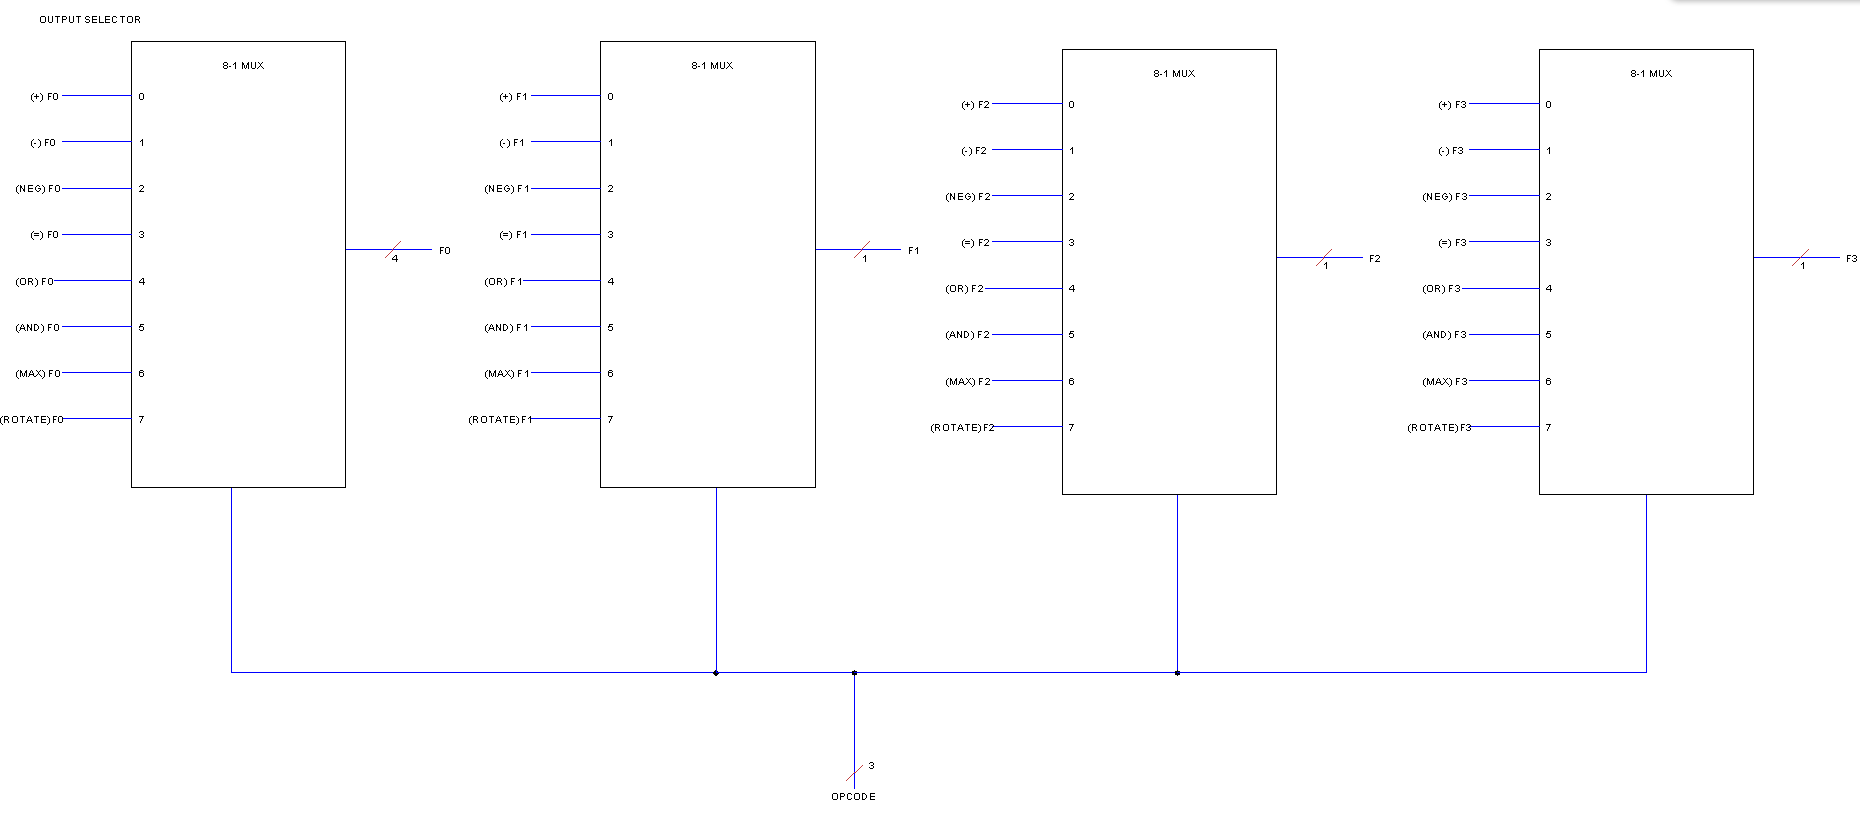 OUTPUT SELECTOR
8-1 MUX
(+) F0
0
(-) F0
1
(NEG) F0
2
(=) F0
3
(OR) F0
4
(AND) F0
5
(MAX) F0
6
(ROTATE) F0
7
4
F0
8-1 MUX
(+) F1
0
(-) F1
1
(NEG) F1
2
(=) F1
3
(OR) F1
4
(AND) F1
5
(MAX) F1
6
(ROTATE) F1
7
1
F1
8-1 MUX
(+) F2
0
(-) F2
1
(NEG) F2
2
(=) F2
3
(OR) F2
4
(AND) F2
5
(MAX) F2
6
(ROTATE) F2
7
1
F2
8-1 MUX
(+) F3
0
(-) F3
1
(NEG) F3
2
(=) F3
3
(OR) F3
4
(AND) F3
5
(MAX) F3
6
(ROTATE) F3
7
1
F3
3
OPCODE